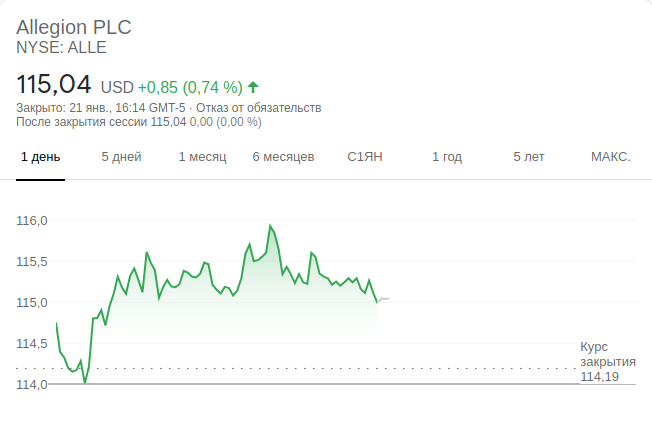 Allegion PLC
NYSE: ALLE
115,04 USD +0,85 (0,74 %)
Закрыто: 21 янв., 16:14 GMT-5 · Отказ от обязательств
После закрытия сессии 115,04 0,00 (0,00 %)
1 день 5 дней 1 месяц 6 месяцев С1ЯН 1 год 5 лет МАКС.
116,0
115,5
115,0
114,5
114,0
Курс
закрытия
114,19